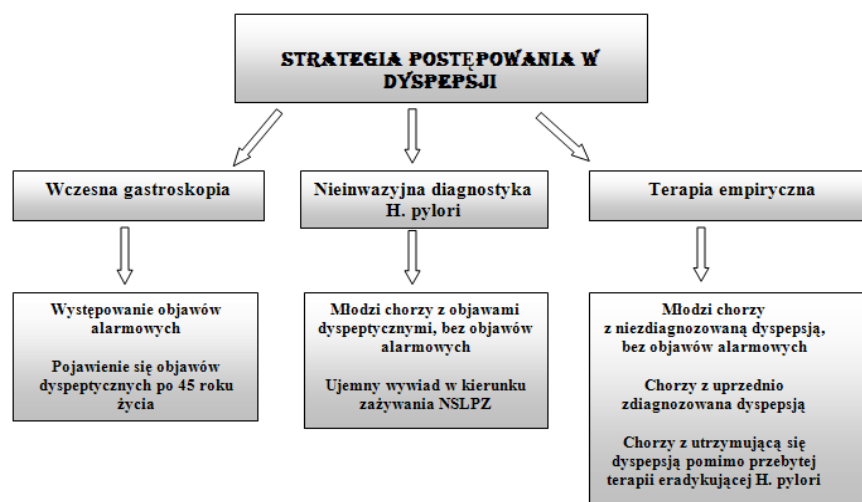 STRATEGIA POSTĘPOWANIA W
DYSPEPSJI
Wczesna gastroskopia
Nieinwazyjna diagnostyka
H. pylori
Terapia empiryczna
Występowanie objawów
alarmowych
Pojawienie się objawów
dyspeptycznych po 45 roku
życia
Młodzi chorzy z objawami
dyspeptycznymi, bez objawów
alarmowych
Ujemny wywiad w kierunku
zażywania NSLPZ
Młodzi chorzy
z niezdiagnozowaną dyspepsją,
bez objawów alarmowych
Chorzy z uprzednio
zdiagnozowana dyspepsją
Chorzy z utrzymującą się
dyspepsją pomimo przebytej
terapii eradykującej H. pylori